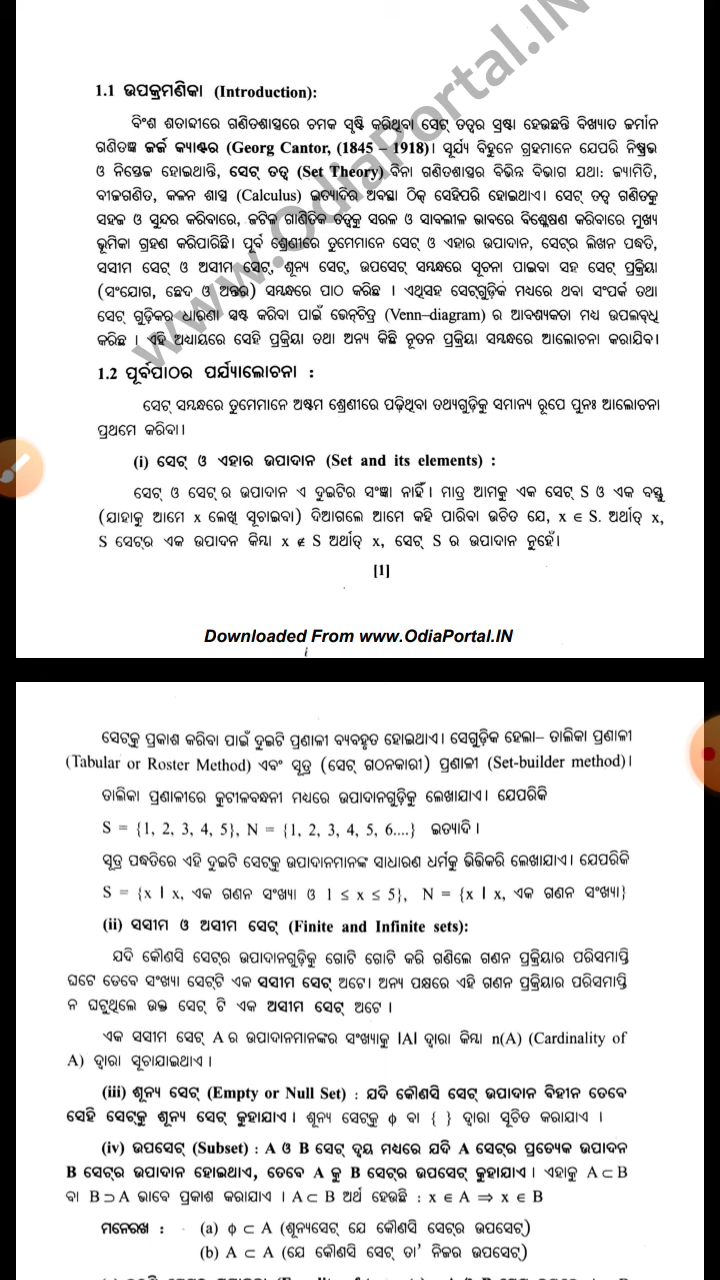 www.OdiaPortal.IN
1.1 ଉପକ୍ରମଣିକା (Introduction):
ବିଂଶ ଶତାବ୍ଦୀରେ ଗଣିତଶାସ୍ତ୍ରରେ ଚମକ ସୃଷ୍ଟି କରିଥିବା ସେଟ୍ ତତ୍ତ୍ୱର ସ୍ରଷ୍ଟା ହେଉଛନ୍ତି ବିଖ୍ୟାତ ଜର୍ମାନ
ଗଣିତଜ୍ଞ ଜର୍ଜ କ୍ୟାଣ୍ଟର (Georg Cantor, (1845 – 1918)। ସୂର୍ଯ୍ୟ ବିହୁନେ ଗ୍ରହମାନେ ଯେପରି ନିଷ୍ପ୍ରଭ
ଓ ନିସ୍ତେଜ ହୋଇଥାନ୍ତି, ସେଟ୍ ତତ୍ତ୍ୱ (Set Theory) ବିନା ଗଣିତଶାସ୍ତ୍ରର ବିଭିନ୍ନ ବିଭାଗ ଯଥା: ଜ୍ୟାମିତି,
ବୀଜଗଣିତ, କଳନ ଶାସ୍ତ୍ର (Calculus) ଇତ୍ୟାଦିର ଅବସ୍ଥା ଠିକ୍ ସେହିପରି ହୋଇଥାଏ। ସେଟ୍ ତତ୍ତ୍ୱ ଗଣିତକୁ
ସହଜ ଓ ସୁନ୍ଦର କରିବାରେ, ଜଟିଳ ଗାଣିତିକ ତତ୍ତ୍ୱକୁ ସରଳ ଓ ସାବଲୀଳ ଭାବରେ ବିଶ୍ଳେଷଣ କରିବାରେ ମୁଖ୍ୟ
ଭୂମିକା ଗ୍ରହଣ କରିପାରିଛି। ପୂର୍ବ ଶ୍ରେଣୀରେ ତୁମେମାନେ ସେଟ୍ ଓ ଏହାର ଉପାଦାନ, ସେଟ୍‌ର ଲିଖନ ପଦ୍ଧତି,
ସସୀମ ସେଟ୍ ଓ ଅସୀମ ସେଟ୍, ଶୂନ୍ୟ ସେଟ୍, ଉପସେଟ୍ ସମ୍ବନ୍ଧରେ ସୂଚନା ପାଇବା ସହ ସେଟ୍ ପ୍ରକ୍ରିୟା
(ସଂଯୋଗ, ଛେଦ ଓ ଅନ୍ତର) ସମ୍ବନ୍ଧରେ ପାଠ କରିଛ । ଏଥିସହ ସେଟ୍‌ଗୁଡ଼ିକ ମଧ୍ୟରେ ଥବା ସଂପର୍କ ତଥା
ସେଟ୍ ଗୁଡ଼ିକର ଧାରଣା ସ୍ପଷ୍ଟ କରିବା ପାଇଁ ଭେନ୍‌ଚିତ୍ର (Venn–diagram) ର ଆବଶ୍ୟକତା ମଧ୍ୟ ଉପଲବ୍ଧି
କରିଛ । ଏହି ଅଧ୍ୟାୟରେ ସେହି ପ୍ରକ୍ରିୟା ତଥା ଅନ୍ୟ କିଛି ନୂତନ ପ୍ରକ୍ରିୟା ସମ୍ବନ୍ଧରେ ଆଲୋଚନା କରାଯିବ।
1.2 ପୂର୍ବପାଠର ପର୍ଯ୍ୟାଲୋଚନା :
ସେଟ୍ ସମ୍ବନ୍ଧରେ ତୁମେମାନେ ଅଷ୍ଟମ ଶ୍ରେଣୀରେ ପଢ଼ିଥିବା ତଥ୍ୟଗୁଡ଼ିକୁ ସମାନ୍ୟ ରୂପେ ପୁନଃ ଆଲୋଚନା
ପ୍ରଥମେ କରିବା।
(i) ସେଟ୍ ଓ ଏହାର ଉପାଦାନ (Set and its elements) :
ସେଟ୍ ଓ ସେଟ୍‌ ର ଉପାଦାନ ଏ ଦୁଇଟିର ସଂଜ୍ଞା ନାହିଁ। ମାତ୍ର ଆମକୁ ଏକ ସେଟ୍ S ଓ ଏକ ବସ୍ତୁ
(ଯାହାକୁ ଆମେ x ଲେଖି ସୂଚାଇବା) ଦିଆଗଲେ ଆମେ କହି ପାରିବା ଉଚିତ ଯେ, x ∈ S. ଅର୍ଥାତ୍ x,
S ସେଟ୍‌ର ଏକ ଉପାଦନ କିମ୍ବା x ∉ S ଅର୍ଥାତ୍ x, ସେଟ୍ S ର ଉପାଦାନ ନୁହେଁ।
[1]
Downloaded From www.OdiaPortal.IN
i
ସେଟ୍‌କୁ ପ୍ରକାଶ କରିବା ପାଇଁ ଦୁଇଟି ପ୍ରଣାଳୀ ବ୍ୟବହୃତ ହୋଇଥାଏ। ସେଗୁଡ଼ିକ ହେଲା– ତାଲିକା ପ୍ରଣାଳୀ
(Tabular or Roster Method) ଏବଂ ସୂତ୍ର (ସେଟ୍ ଗଠନକାରୀ) ପ୍ରଣାଳୀ (Set-builder method)।
ତାଲିକା ପ୍ରଣାଳୀରେ କୁଟୀଳବନ୍ଧନୀ ମଧ୍ୟରେ ଉପାଦାନଗୁଡ଼ିକୁ ଲେଖାଯାଏ। ଯେପରିକି
S = {1, 2, 3, 4, 5}, N = {1, 2, 3, 4, 5, 6....} ଇତ୍ୟାଦି ।
ସୂତ୍ର ପଦ୍ଧତିରେ ଏହି ଦୁଇଟି ସେଟ୍‌କୁ ଉପାଦାନମାନଙ୍କ ସାଧାରଣ ଧର୍ମକୁ ଭିତ୍ତିକରି ଲେଖାଯାଏ। ଯେପରିକି
S = {x | x, ଏକ ଗଣନ ସଂଖ୍ୟା ଓ 1 ≤ x ≤ 5}, N = {x | x, ଏକ ଗଣନ ସଂଖ୍ୟା}
(ii) ସସୀମ ଓ ଅସୀମ ସେଟ୍ (Finite and Infinite sets):
ଯଦି କୌଣସି ସେଟ୍‌ର ଉପାଦାନଗୁଡ଼ିକୁ ଗୋଟି ଗୋଟି କରି ଗଣିଲେ ଗଣନ ପ୍ରକ୍ରିୟାର ପରିସମାପ୍ତି
ଘଟେ ତେବେ ସଂଖ୍ୟା ସେଟ୍‌ଟି ଏକ ସସୀମ ସେଟ୍ ଅଟେ। ଅନ୍ୟ ପକ୍ଷରେ ଏହି ଗଣନ ପ୍ରକ୍ରିୟାର ପରିସମାପ୍ତି
ନ ଘଟୁଥିଲେ ଉକ୍ତ ସେଟ୍ ଟି ଏକ ଅସୀମ ସେଟ୍ ଅଟେ ।
ଏକ ସସୀମ ସେଟ୍ A ର ଉପାଦାନମାନଙ୍କର ସଂଖ୍ୟାକୁ |A| ଦ୍ୱାରା କିମ୍ବା n(A) (Cardinality of
A) ଦ୍ୱାରା ସୂଚାଯାଇଥାଏ ।
(iii) ଶୂନ୍ୟ ସେଟ୍ (Empty or Null Set) : ଯଦି କୌଣସି ସେଟ୍ ଉପାଦାନ ବିହୀନ ତେବେ
ସେହି ସେଟ୍‌କୁ ଶୂନ୍ୟ ସେଟ୍ କୁହାଯାଏ। ଶୂନ୍ୟ ସେଟ୍‌କୁ ϕ ବା { } ଦ୍ୱାରା ସୂଚିତ କରାଯାଏ ।
(iv) ଉପସେଟ୍ (Subset) : A ଓ B ସେଟ୍ ଦ୍ୱୟ ମଧ୍ୟରେ ଯଦି A ସେଟ୍‌ର ପ୍ରତ୍ୟେକ ଉପାଦାନ
B ସେଟ୍‌ର ଉପାଦାନ ହୋଇଥାଏ, ତେବେ A କୁ B ସେଟ୍‌ର ଉପସେଟ୍ କୁହାଯାଏ। ଏହାକୁ A ⊂ B
ବା B ⊃ A ଭାବେ ପ୍ରକାଶ କରାଯାଏ । A ⊂ B ଅର୍ଥ ହେଉଛି : x ∈ A ⇒ x ∈ B
ମନେରଖ : (a) ϕ ⊂ A (ଶୂନ୍ୟସେଟ୍ ଯେ କୌଣସି ସେଟ୍‌ର ଉପସେଟ୍)
(b) A ⊂ A (ଯେ କୌଣସି ସେଟ୍ ତା' ନିଜର ଉପସେଟ୍)